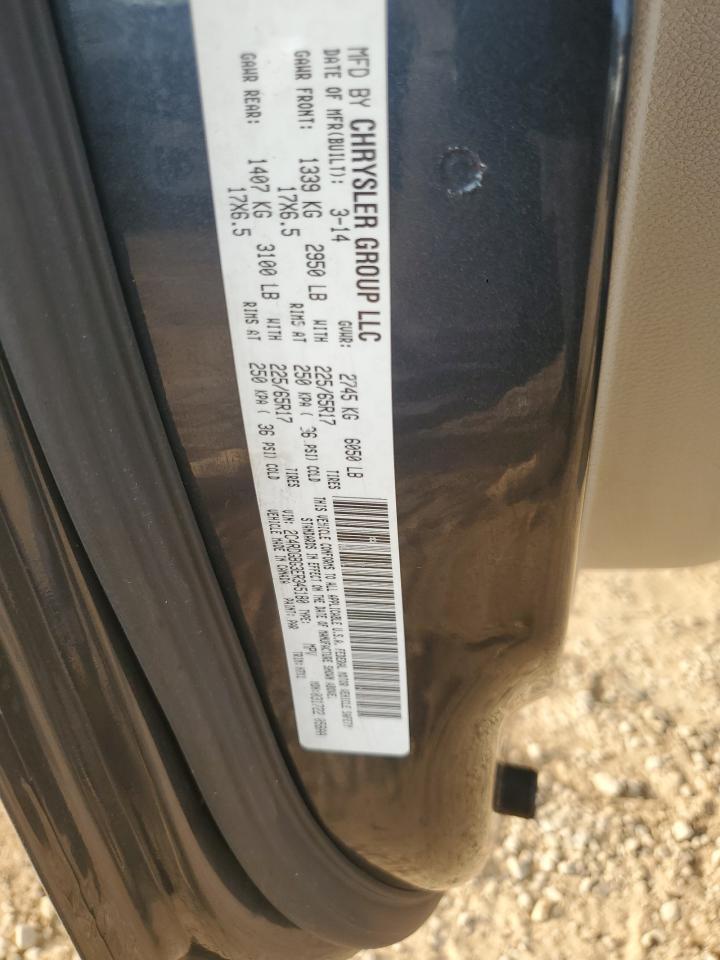 MFD BY CHRYSLER GROUP LLC
DATE OF MFR(BUILT): 3-14 GVWR: 2745 KG 6050 LB
GAWR FRONT: 1339 KG 2950 LB WITH 225/65R17 TIRES
17X6.5 RIMS AT 250 KPA( 36 PSI) COLD
GAWR REAR: 1407 KG 3100 LB WITH 225/65R17 TIRES
17X6.5 RIMS AT 250 KPA( 36 PSI) COLD
THIS VEHICLE CONFORMS TO ALL APPLICABLE U.S.A. FEDERAL MOTOR VEHICLE SAFETY
STANDARDS IN EFFECT ON THE DATE OF MANUFACTURE SHOWN ABOVE.
VIN: 2C4RDGBG3ER345180 TYPE: MPV
VEHICLE MADE IN CANADA PAINT: PAR